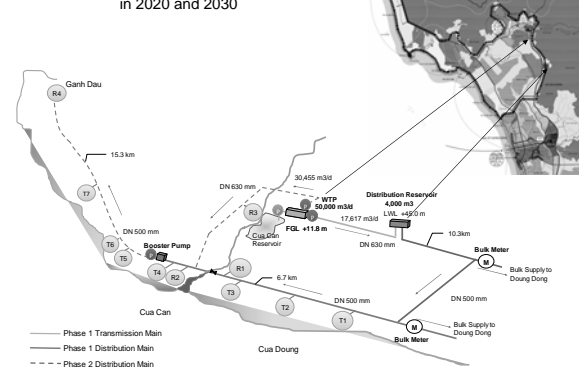 in 2020 and 2030
Ganh Dau
R4
15.3 km
30,455 m3/d
DN 630 mm
WTP
50,000 m3/d
Distribution Reservoir
4,000 m3
LWL +45.0 m
T7
R3
P
P
P
17,617 m3/d
FGL +11.8 m
Cua Can
Reservoir
DN 630 mm
10.3km
DN 500 mm
T6
T5
Booster Pump
P
T4
R2
R1
Bulk Meter
M
Bulk Supply to
Doung Dong
6.7 km
T3
DN 500 mm
DN 500 mm
T2
T1
Cua Can
M
Bulk Supply to
Doung Dong
Bulk Meter
Cua Doung
Phase 1 Transmission Main
Phase 1 Distribution Main
Phase 2 Distribution Main